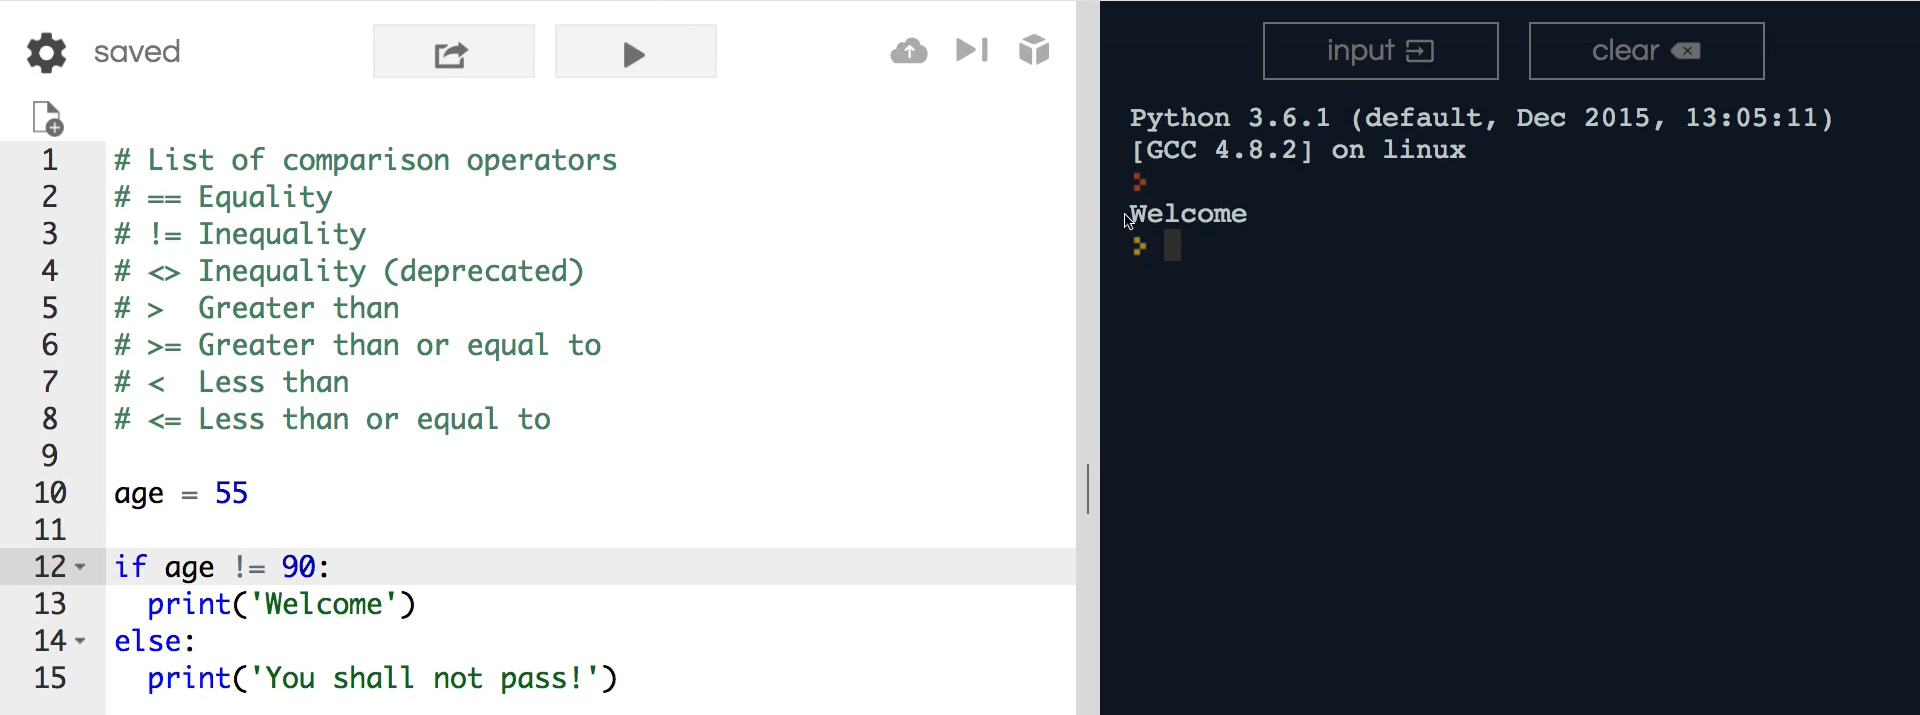 saved
input
clear
Python 3.6.1 (default, Dec 2015, 13:05:11)
[GCC 4.8.2] on linux
Welcome
1 # List of comparison operators
2 # == Equality
3 # != Inequality
4 # <> Inequality (deprecated)
5 # >  Greater than
6 # >= Greater than or equal to
7 # <  Less than
8 # <= Less than or equal to
9
10 age = 55
11
12 if age != 90:
13   print('Welcome')
14 else:
15   print('You shall not pass!')